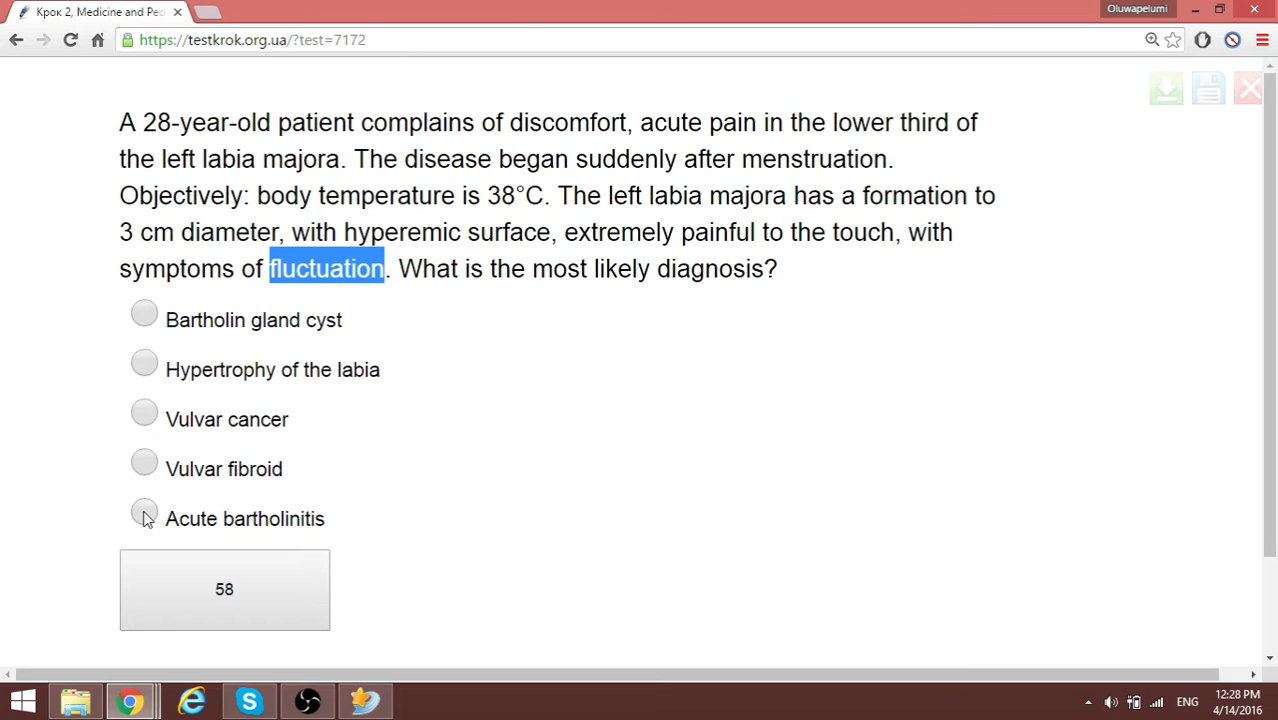 Крок 2, Medicine and Ped
Oluwapelumi
https://testkrok.org.ua/?test=7172
A 28-year-old patient complains of discomfort, acute pain in the lower third of
the left labia majora. The disease began suddenly after menstruation.
Objectively: body temperature is 38°C. The left labia majora has a formation to
3 cm diameter, with hyperemic surface, extremely painful to the touch, with
symptoms of fluctuation. What is the most likely diagnosis?
Bartholin gland cyst
Hypertrophy of the labia
Vulvar cancer
Vulvar fibroid
Acute bartholinitis
58
12:28 PM
ENG
4/14/2016